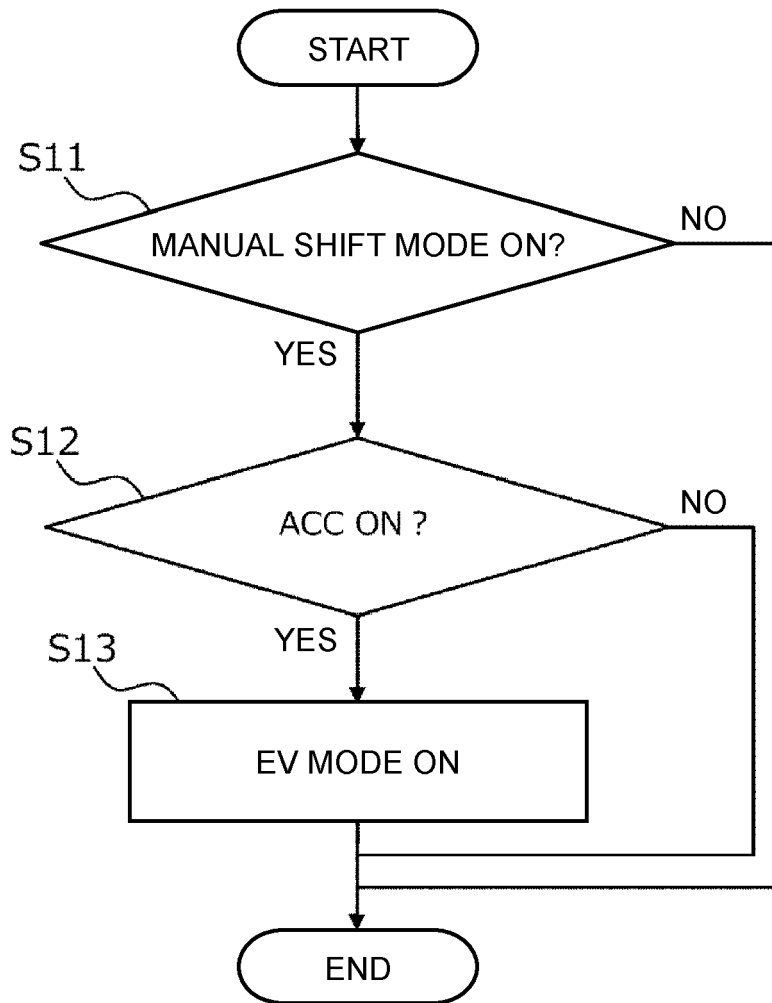 START
S11
MANUAL SHIFT MODE ON?
NO
YES
S12
ACC ON ?
NO
YES
S13
EV MODE ON
END